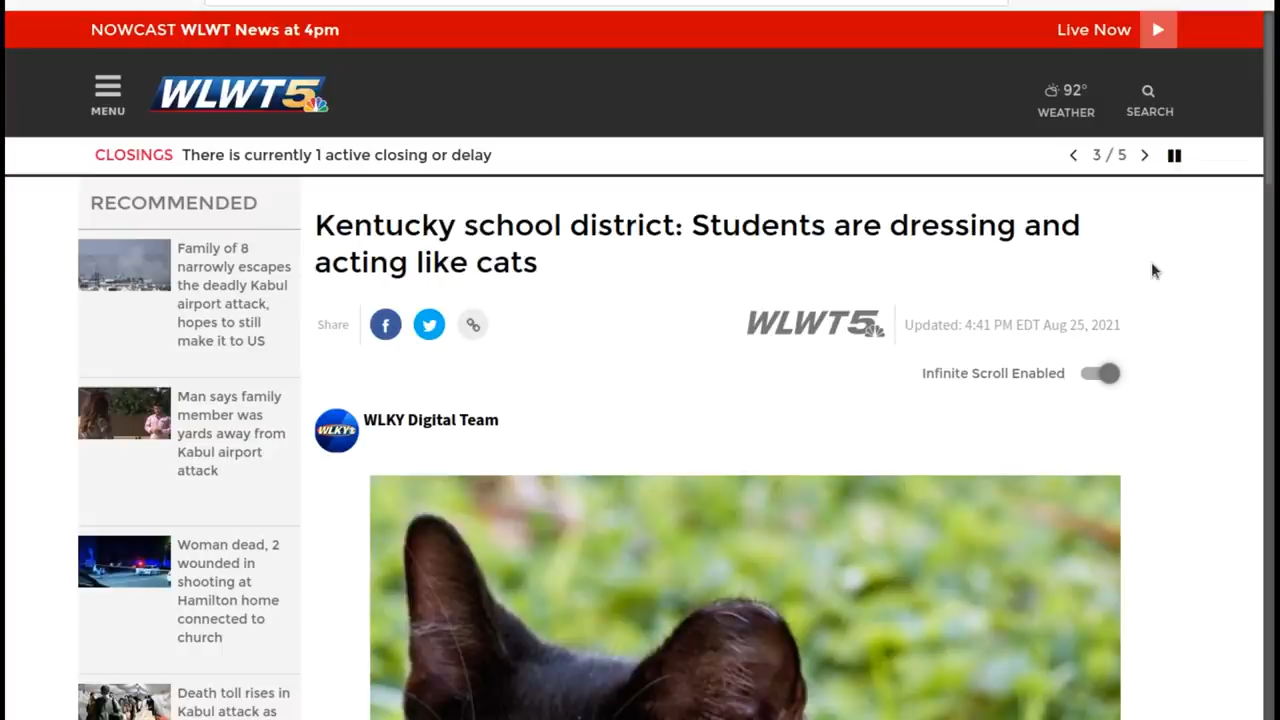 NOWCAST WLWT News at 4pm
Live Now
MENU
WLWT5
92°
WEATHER
SEARCH
CLOSINGS There is currently 1 active closing or delay
3 / 5
RECOMMENDED
Family of 8
narrowly escapes
the deadly Kabul
airport attack,
hopes to still
make it to US
Man says family
member was
yards away from
Kabul airport
attack
Woman dead, 2
wounded in
shooting at
Hamilton home
connected to
church
Death toll rises in
Kabul attack as
Kentucky school district: Students are dressing and
acting like cats
Share
WLWT5
Updated: 4:41 PM EDT Aug 25, 2021
Infinite Scroll Enabled
WLKY
WLKY Digital Team